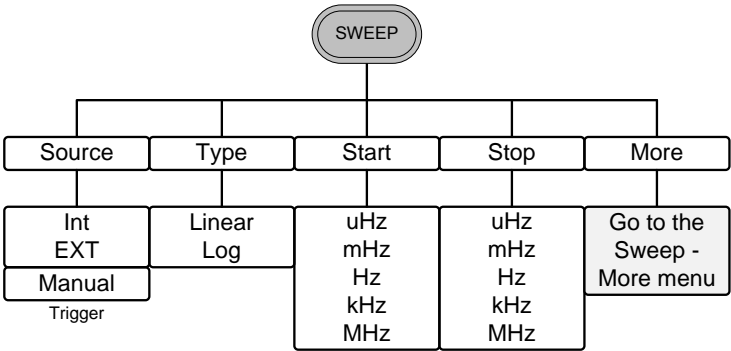 SWEEP
Source
Type
Start
Stop
More
Int
EXT
Manual
Trigger
Linear
Log
uHz
mHz
Hz
kHz
MHz
uHz
mHz
Hz
kHz
MHz
Go to the
Sweep -
More menu